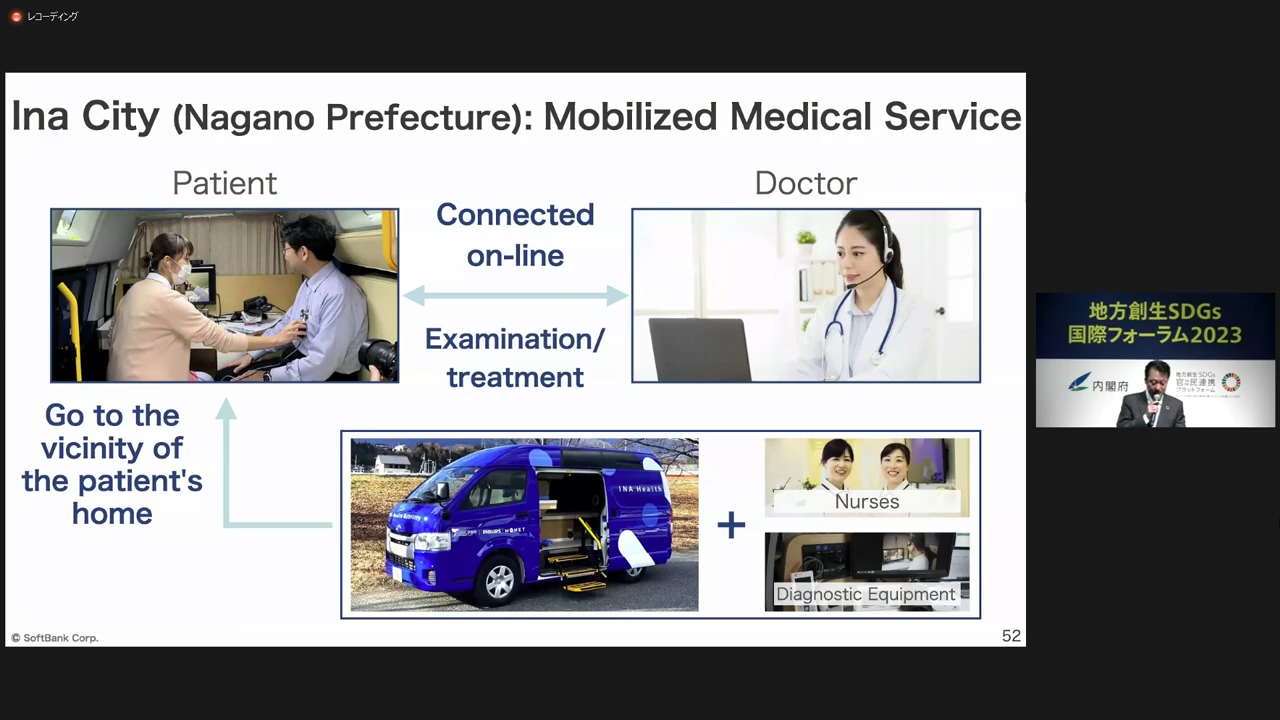 レコーディング
Ina City (Nagano Prefecture): Mobilized Medical Service
Patient
Doctor
Connected
on-line
Examination/
treatment
Go to the
vicinity of
the patient's
home
INA Health
PHILIPS
MONET
+
Nurses
Diagnostic Equipment
© SoftBank Corp.
52
地方創生SDGs
国際フォーラム2023
内閣府
地方創生SDGs
官民連携
プラットフォーム